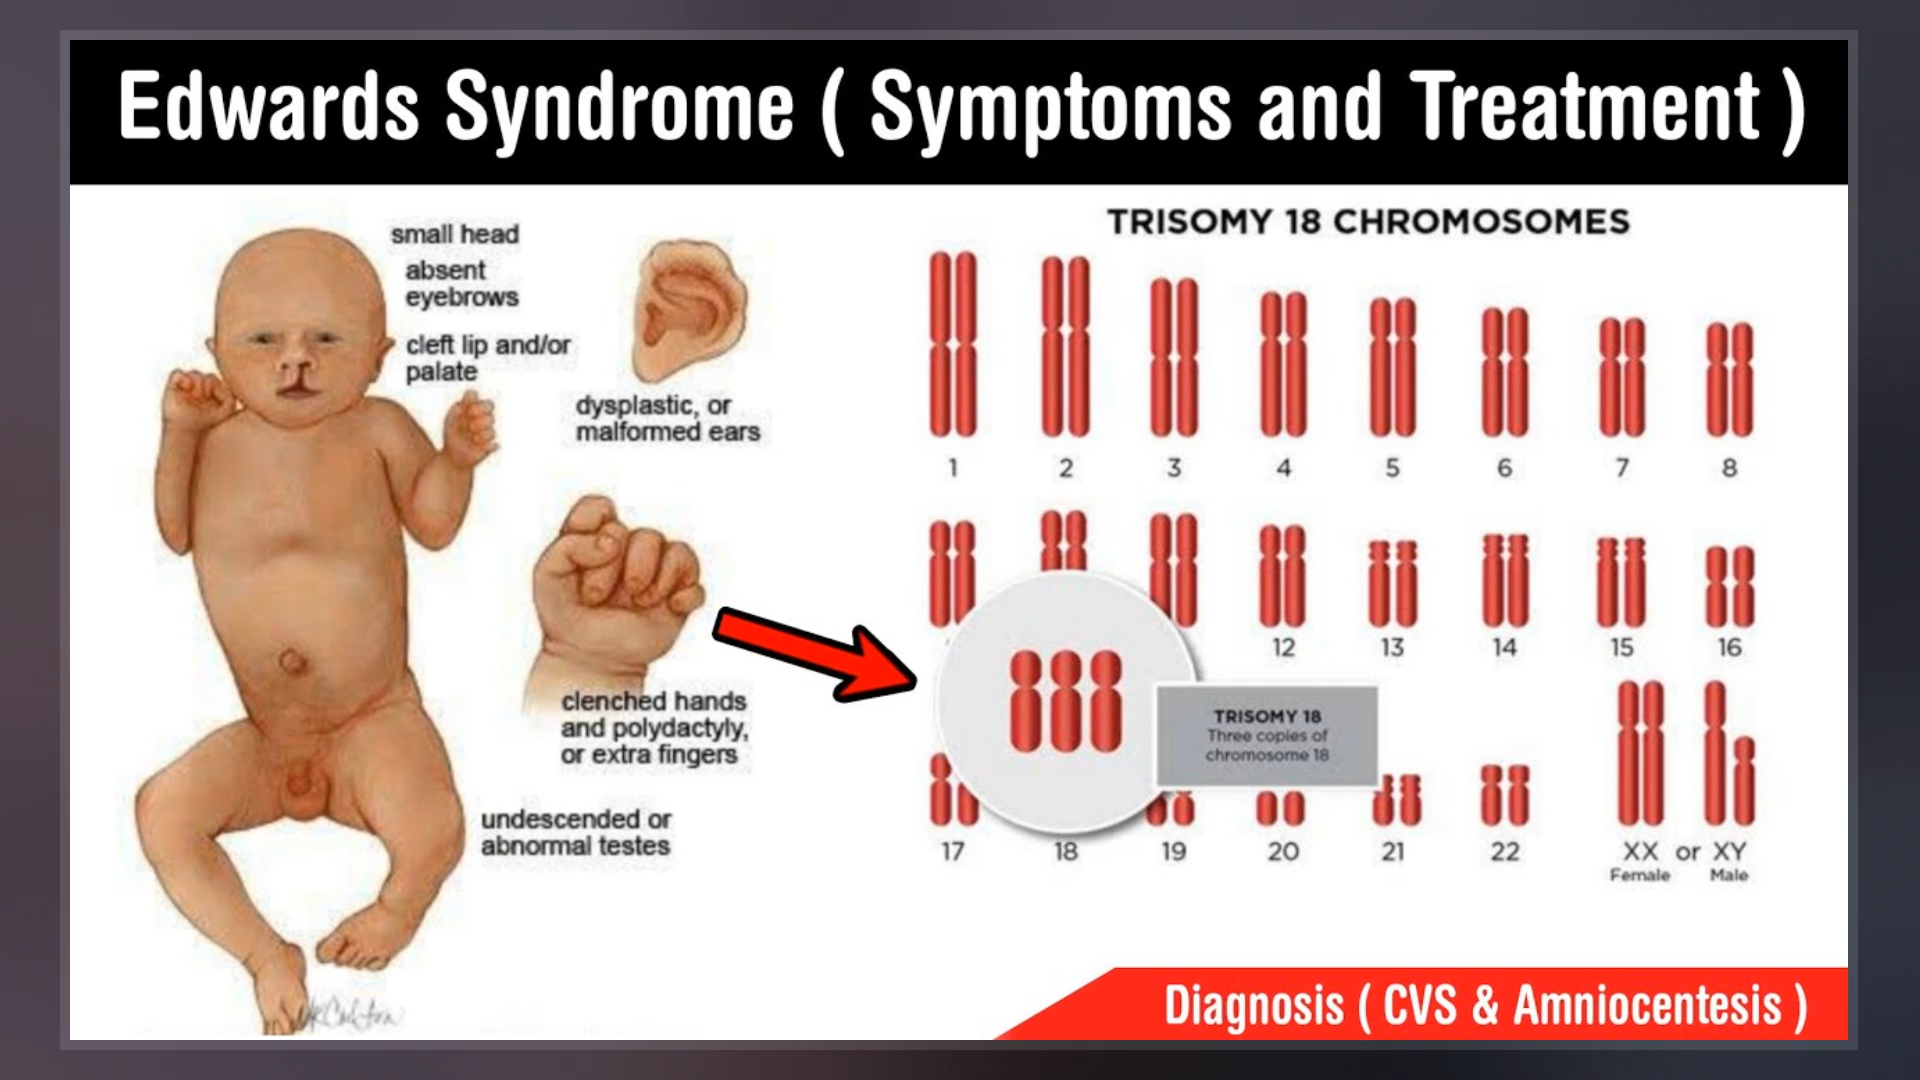 Edwards Syndrome ( Symptoms and Treatment )
small head
absent
eyebrows
cleft lip and/or
palate
dysplastic, or
malformed ears
clenched hands
and polydactyly,
or extra fingers
undescended or
abnormal testes
TRISOMY 18 CHROMOSOMES
1 2 3 4 5 6 7 8
12 13 14 15 16
TRISOMY 18
Three copies of
chromosome 18
17 18 19 20 21 22 XX or XY
Female Male
Diagnosis ( CVS & Amniocentesis )